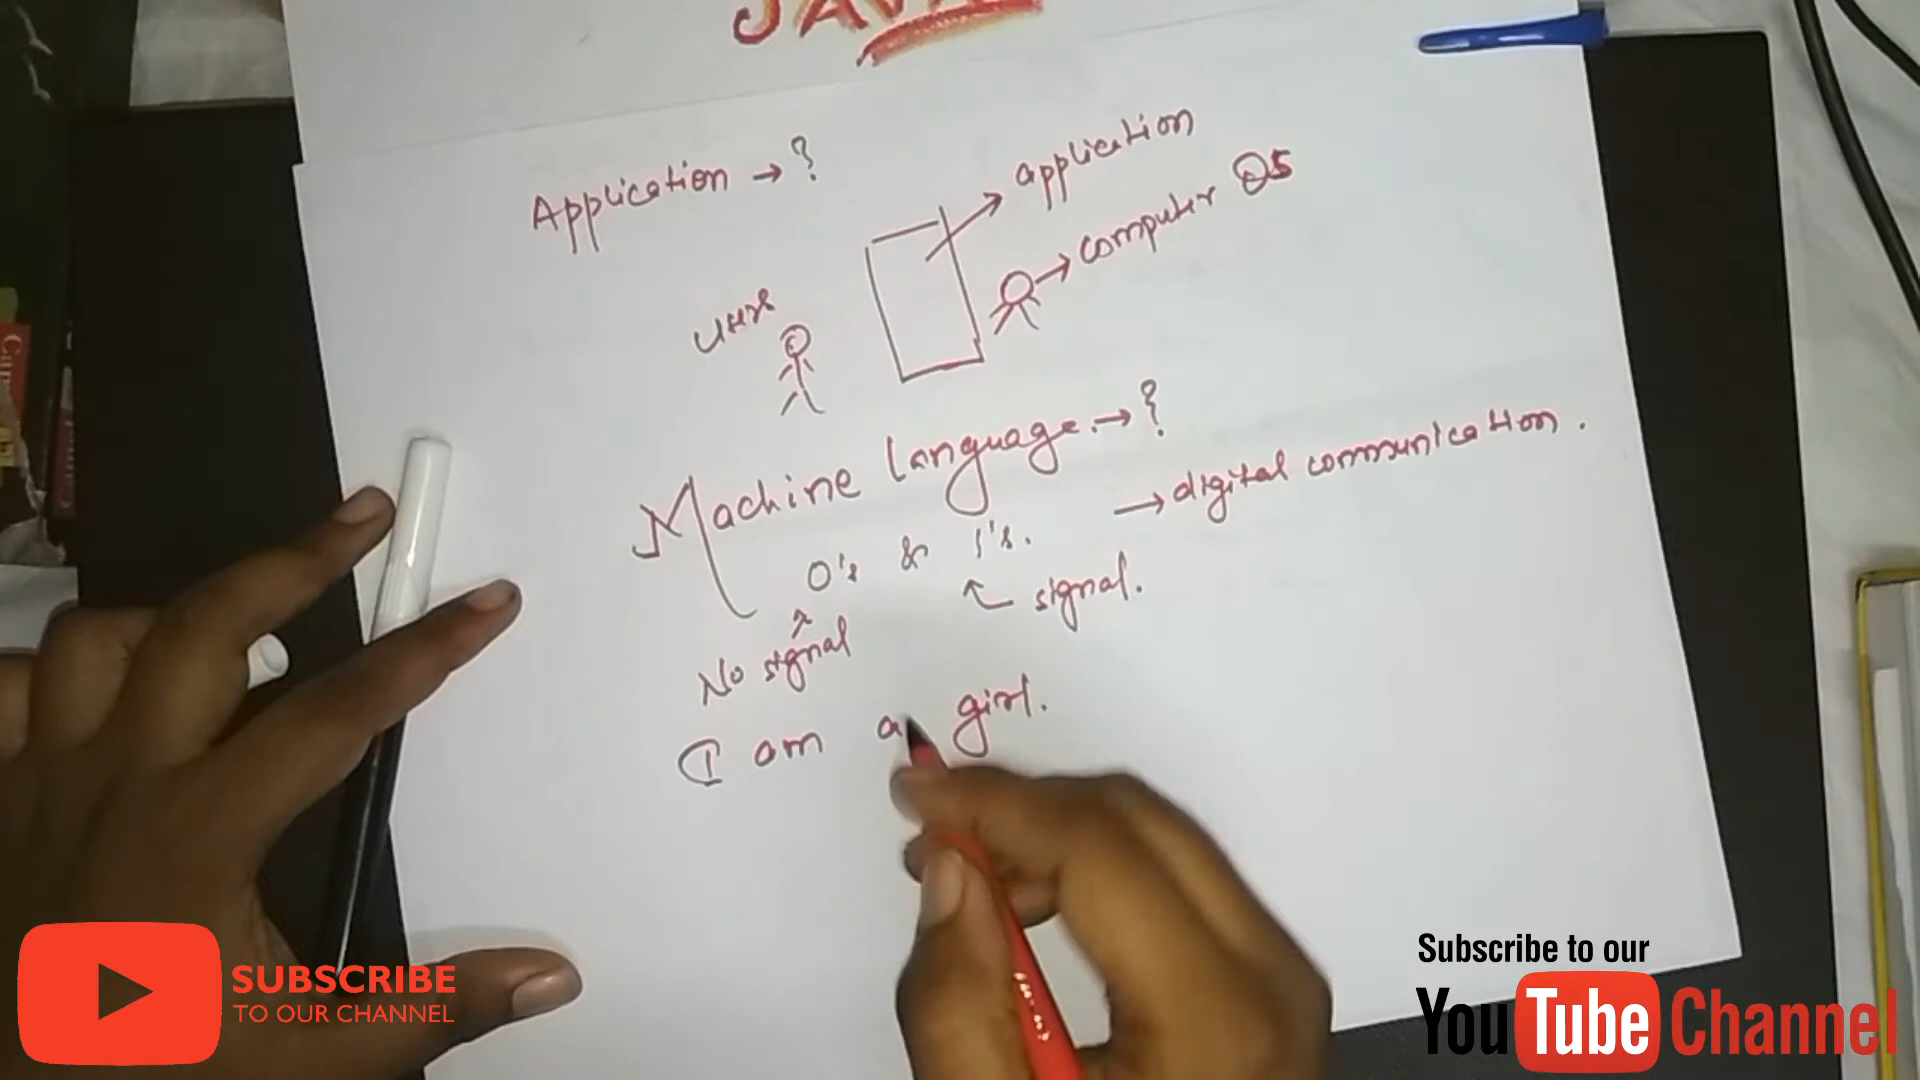 JAVA
Application → ?
application
computer OS
user
Machine language. → ?
→ digital communication.
0's & 1's.
signal.
No signal
I am a girl.
SUBSCRIBE
TO OUR CHANNEL
Subscribe to our
YouTube Channel